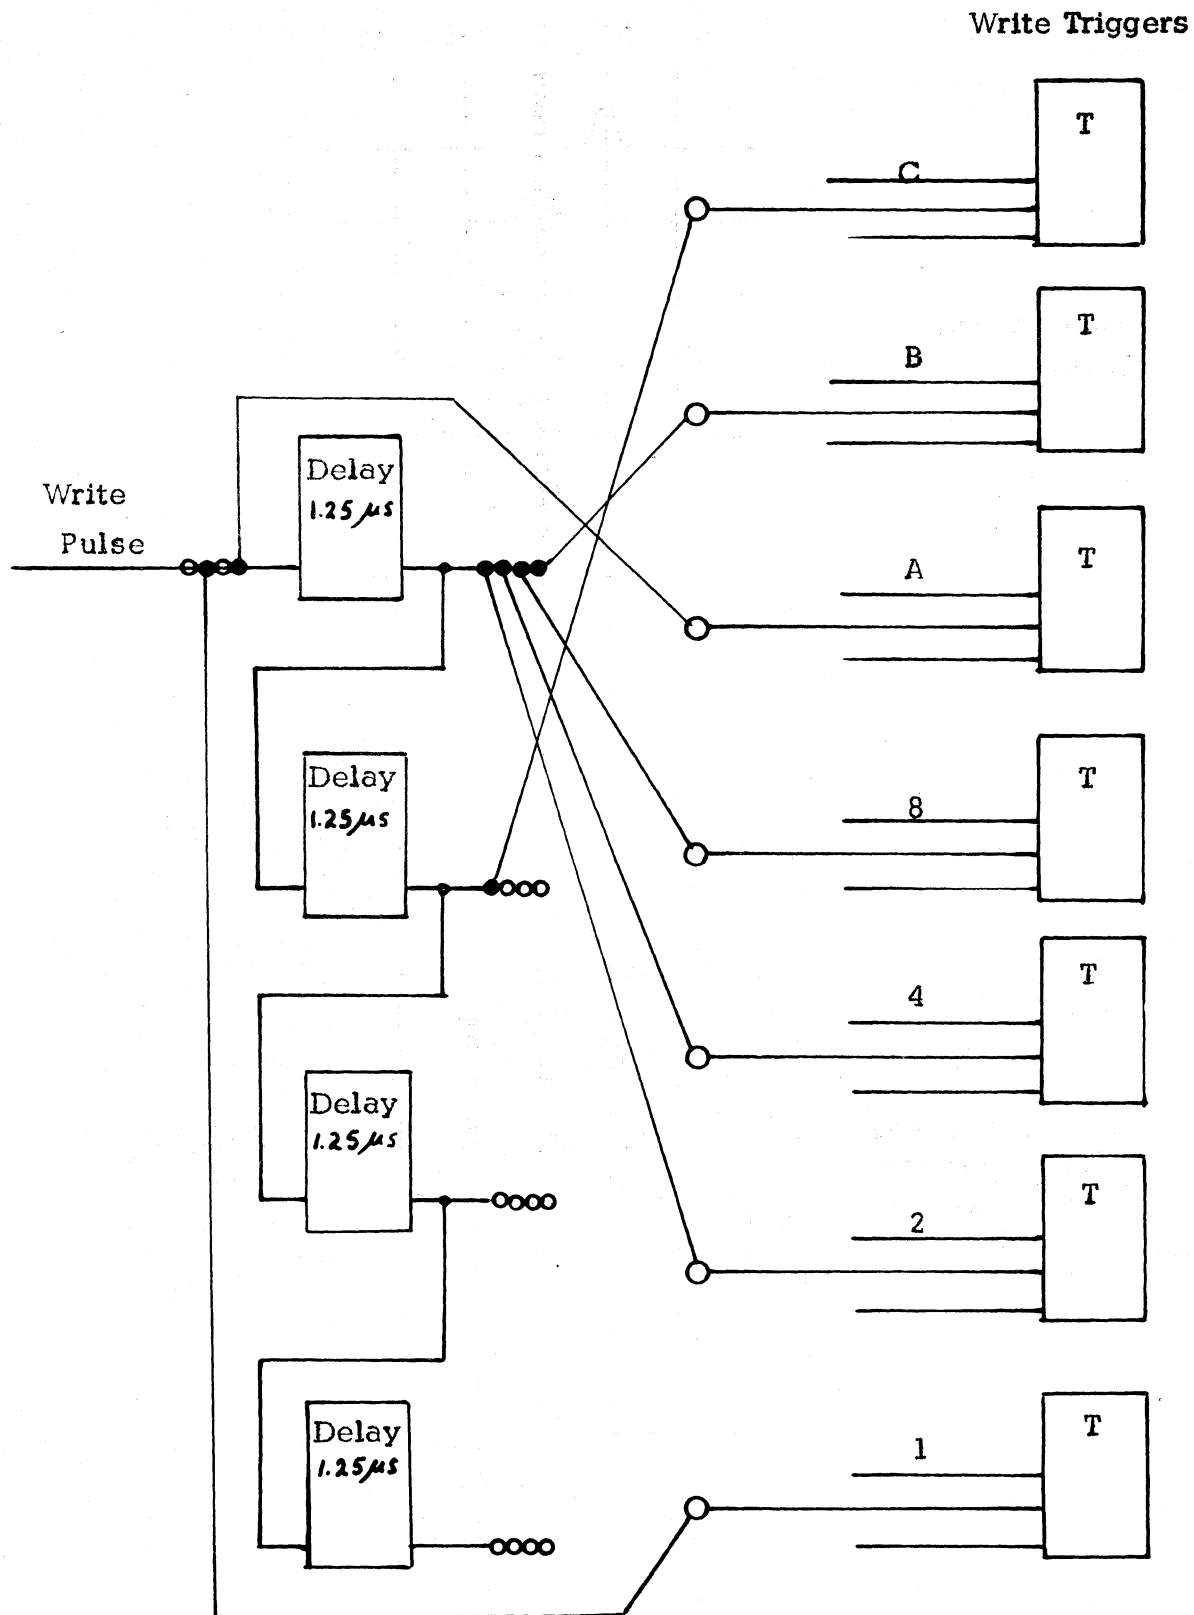 Write Triggers
T
C
T
B
Delay
1.25 μs
Write
Pulse
T
A
Delay
1.25 μs
T
8
T
4
Delay
1.25 μs
T
2
Delay
1.25 μs
T
1